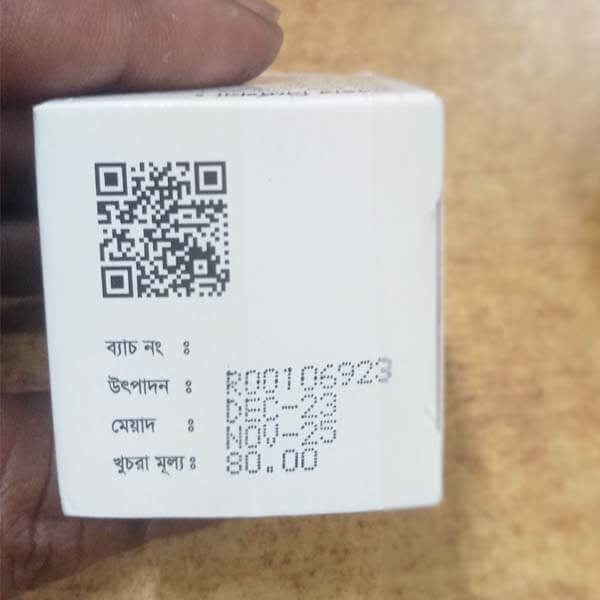 ব্যাচ নং :
উৎপাদন : R00106923
DEC-23
মেয়াদ : NOV-25
খুচরা মূল্য : 80.00